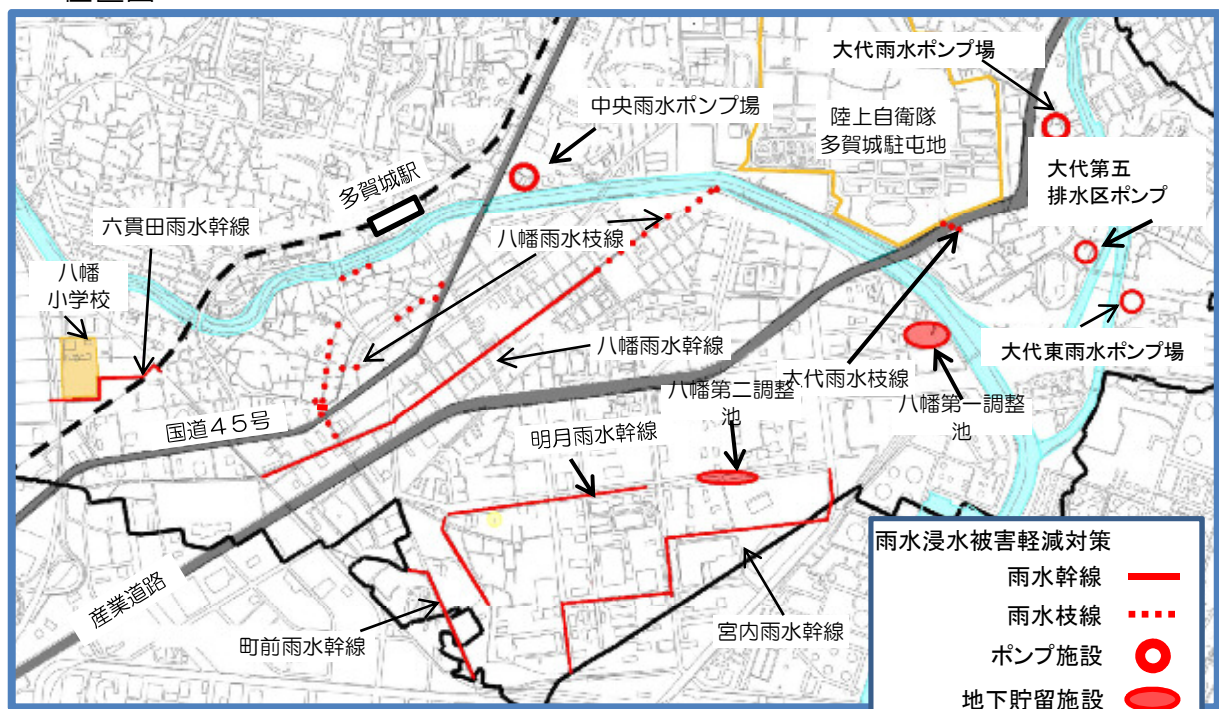 大代雨水ポンプ場
中央雨水ポンプ場
陸上自衛隊
多賀城駐屯地
大代第五
排水区ポンプ
多賀城駅
六貫田雨水幹線
八幡雨水枝線
八幡
小学校
八幡雨水幹線
大代雨水枝線
大代東雨水ポンプ場
八幡第二調整
池
八幡第一調整
池
国道４５号
明月雨水幹線
産業道路
町前雨水幹線
宮内雨水幹線
雨水浸水被害軽減対策
雨水幹線
雨水枝線
ポンプ施設
地下貯留施設